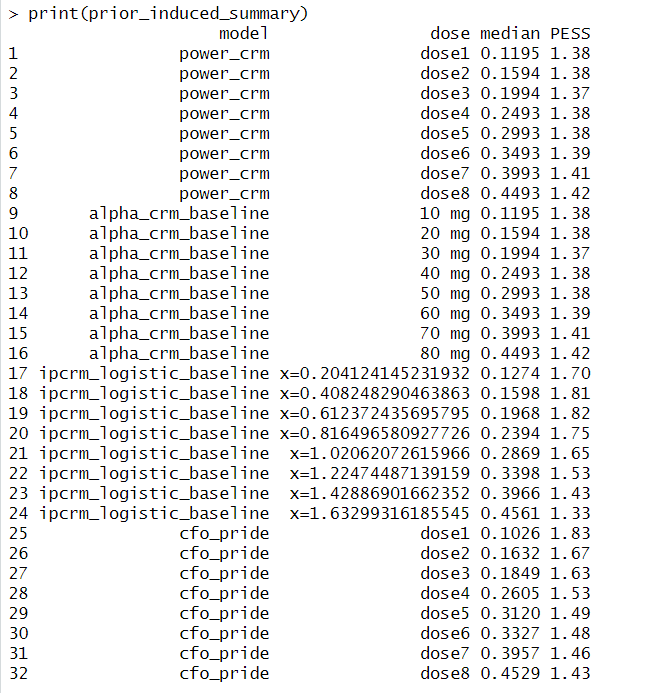 > print(prior_induced_summary)
model dose median PESS
1 power_crm dose1 0.1195 1.38
2 power_crm dose2 0.1594 1.38
3 power_crm dose3 0.1994 1.37
4 power_crm dose4 0.2493 1.38
5 power_crm dose5 0.2993 1.38
6 power_crm dose6 0.3493 1.39
7 power_crm dose7 0.3993 1.41
8 power_crm dose8 0.4493 1.42
9 alpha_crm_baseline 10 mg 0.1195 1.38
10 alpha_crm_baseline 20 mg 0.1594 1.38
11 alpha_crm_baseline 30 mg 0.1994 1.37
12 alpha_crm_baseline 40 mg 0.2493 1.38
13 alpha_crm_baseline 50 mg 0.2993 1.38
14 alpha_crm_baseline 60 mg 0.3493 1.39
15 alpha_crm_baseline 70 mg 0.3993 1.41
16 alpha_crm_baseline 80 mg 0.4493 1.42
17 ipcrm_logistic_baseline x=0.204124145231932 0.1274 1.70
18 ipcrm_logistic_baseline x=0.408248290463863 0.1598 1.81
19 ipcrm_logistic_baseline x=0.612372435695795 0.1968 1.82
20 ipcrm_logistic_baseline x=0.816496580927726 0.2394 1.75
21 ipcrm_logistic_baseline x=1.02062072615966 0.2869 1.65
22 ipcrm_logistic_baseline x=1.22474487139159 0.3398 1.53
23 ipcrm_logistic_baseline x=1.42886901662352 0.3966 1.43
24 ipcrm_logistic_baseline x=1.63299316185545 0.4561 1.33
25 cfo_pride dose1 0.1026 1.83
26 cfo_pride dose2 0.1632 1.67
27 cfo_pride dose3 0.1849 1.63
28 cfo_pride dose4 0.2605 1.53
29 cfo_pride dose5 0.3120 1.49
30 cfo_pride dose6 0.3327 1.48
31 cfo_pride dose7 0.3957 1.46
32 cfo_pride dose8 0.4529 1.43